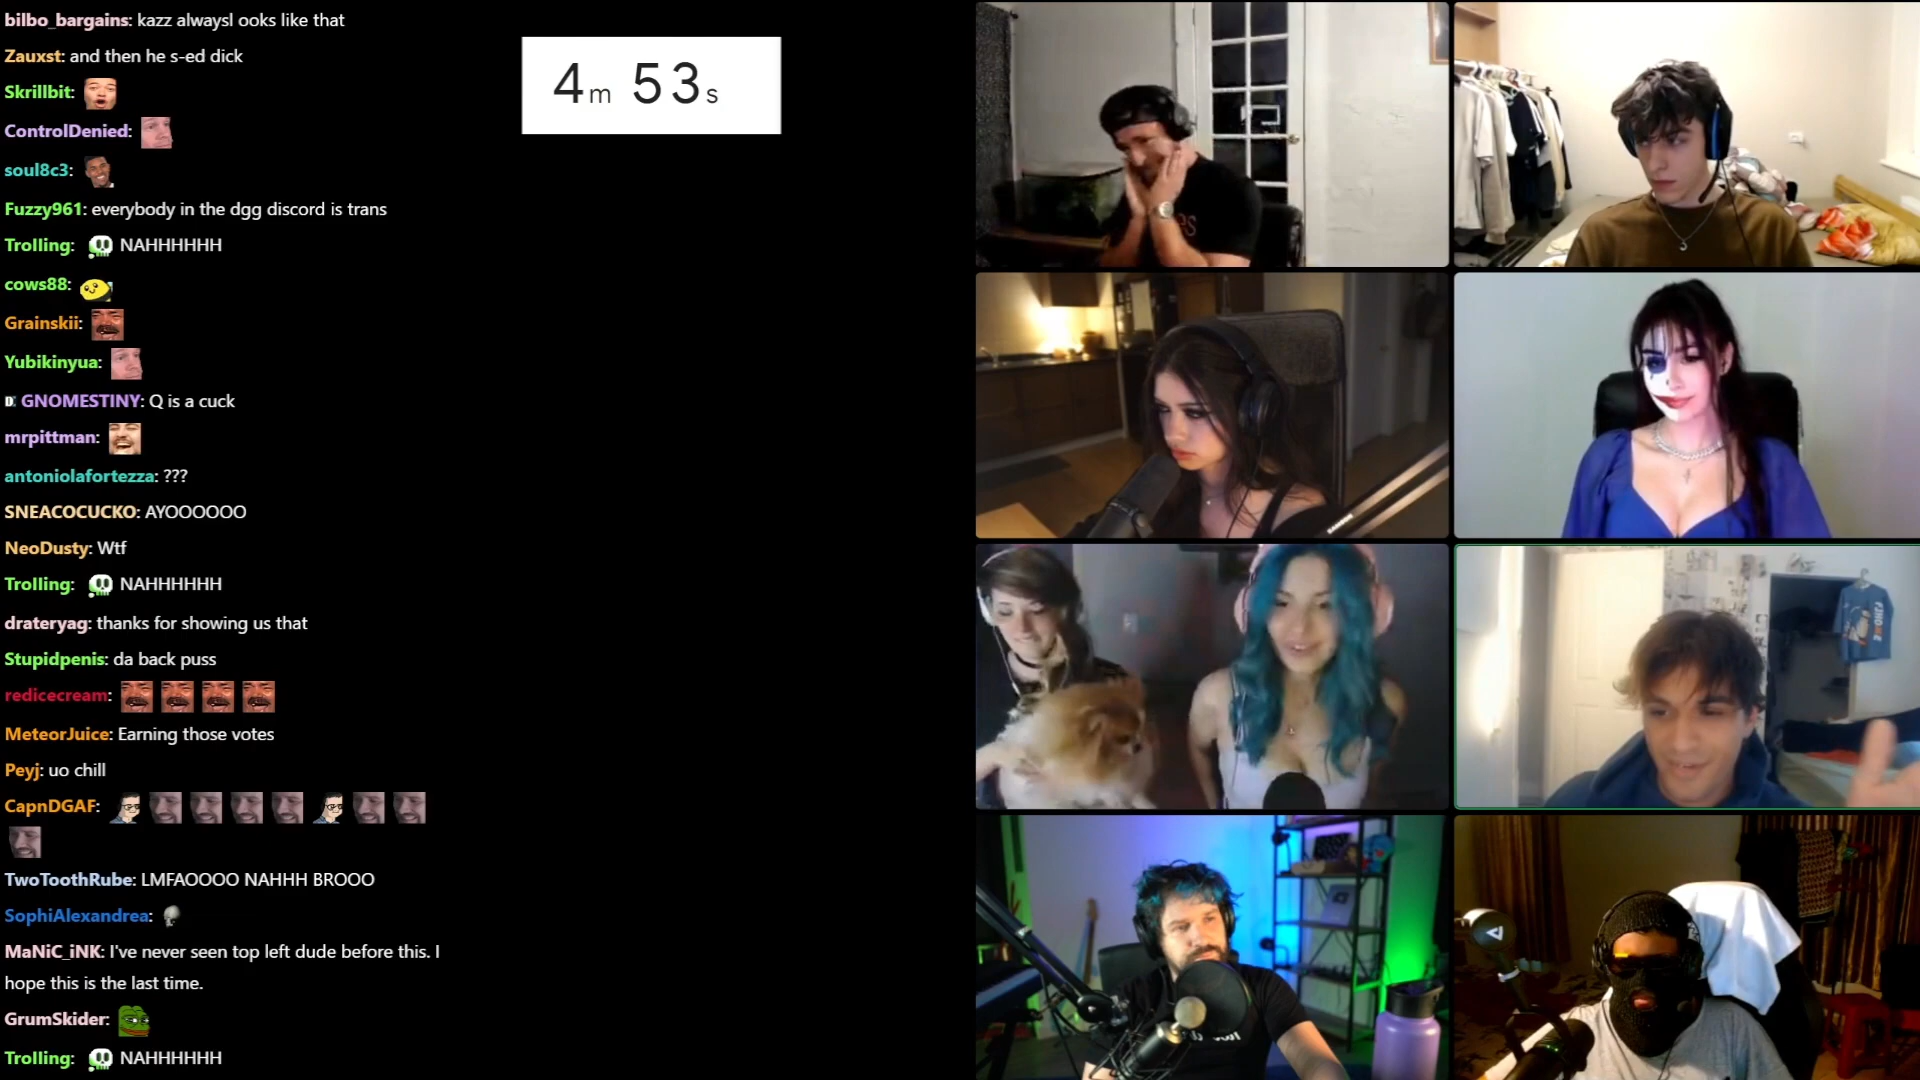 bilbo_bargains: kazz alwaysl ooks like that
Zauxst: and then he s-ed dick
4m 53s
Skrillbit:
ControlDenied:
soul8c3:
Fuzzy961: everybody in the dgg discord is trans
Trolling: NAHHHHHH
cows88:
Grainskii:
Yubikinyua:
D GNOMESTINY: Q is a cuck
mrpittman:
antoniolafortezza: ???
SNEACOCUCKO: AYOOOOOO
NeoDusty: Wtf
Trolling: NAHHHHHH
drateryag: thanks for showing us that
Stupidpenis: da back puss
redicecream:
MeteorJuice: Earning those votes
Peyj: uo chill
CapnDGAF:
TwoToothRube: LMFAOOOO NAHHH BROOO
SophiAlexandrea:
MaNiC_iNK: I've never seen top left dude before this. I
hope this is the last time.
GrumSkider:
Trolling: NAHHHHHH